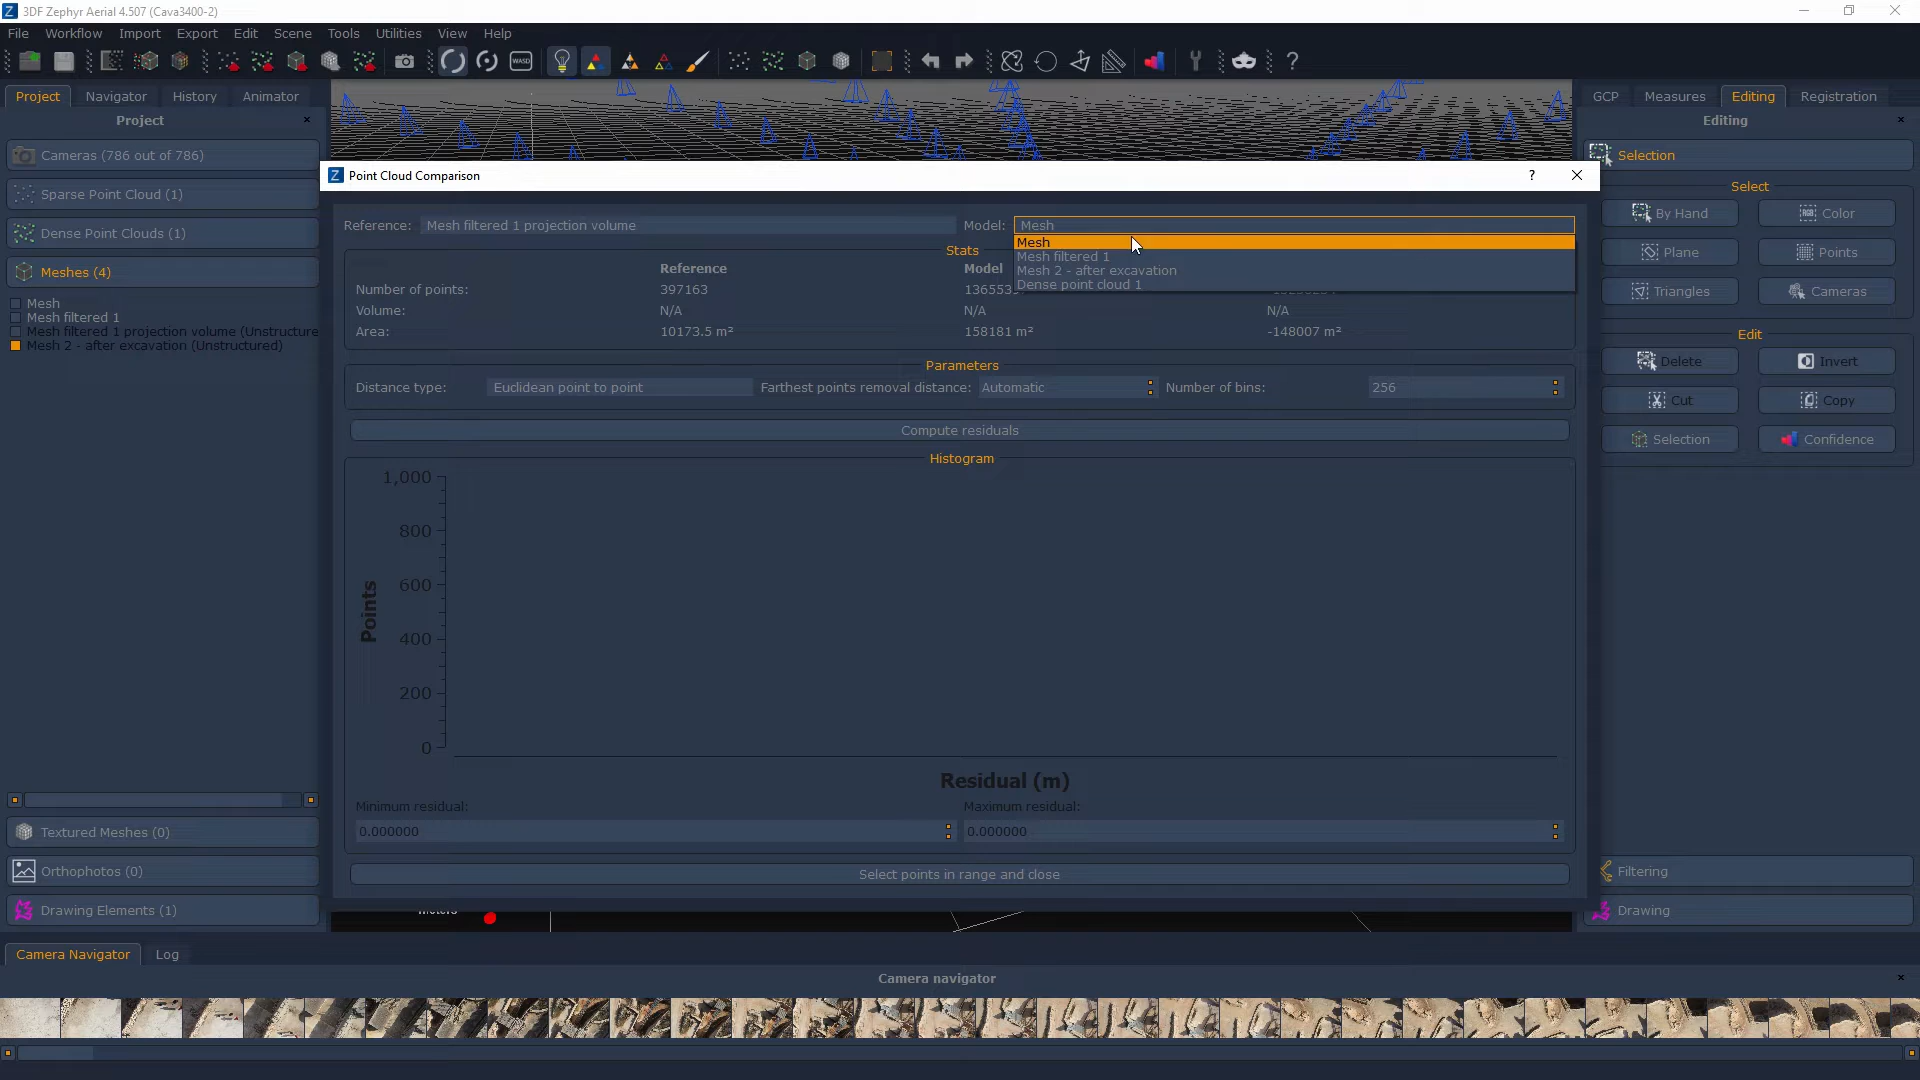 3DF Zephyr Aerial 4.507 (Cava3400-2)
File Workflow Import Export Edit Scene Tools Utilities View Help
WASD
Project Navigator History Animator
GCP Measures Editing Registration
Project
Editing
Cameras (786 out of 786)
Sparse Point Cloud (1)
Dense Point Clouds (1)
Meshes (4)
Mesh
Mesh filtered 1
Mesh filtered 1 projection volume (Unstructure
Mesh 2 - after excavation (Unstructured)
Textured Meshes (0)
Orthophotos (0)
Drawing Elements (1)
Point Cloud Comparison
Reference: Mesh filtered 1 projection volume Model: Mesh
Mesh
Mesh filtered 1
Mesh 2 - after excavation
Dense point cloud 1
Stats
Reference Model
Number of points: 397163
Volume: N/A N/A N/A
Area: 10173.5 m² 158181 m² -148007 m²
Parameters
Distance type: Euclidean point to point Farthest points removal distance: Automatic Number of bins: 256
Compute residuals
Histogram
1,000
800
600
400
200
0
Points
Residual (m)
Minimum residual: Maximum residual:
0.000000 0.000000
Select points in range and close
meters
Selection
Select
By Hand Color
Plane Points
Triangles Cameras
Edit
Delete Invert
Cut Copy
Selection Confidence
Filtering
Drawing
Camera Navigator Log
Camera navigator